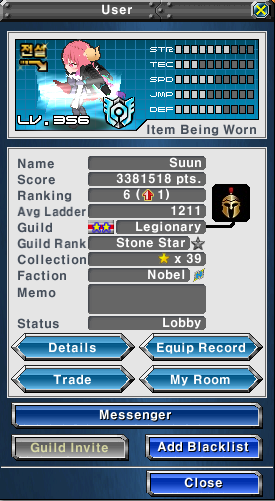 User
전설
STR
TEC
SPD
JMP
DEF
LV.356
Item Being Worn
Name Suun
Score 3381518 pts.
Ranking 6 ( 1)
Avg Ladder 1211
Guild Legionary
Guild Rank Stone Star
Collection x 39
Faction Nobel
Memo
Status Lobby
Details Equip Record
Trade My Room
Messenger
Guild Invite Add Blacklist
Close